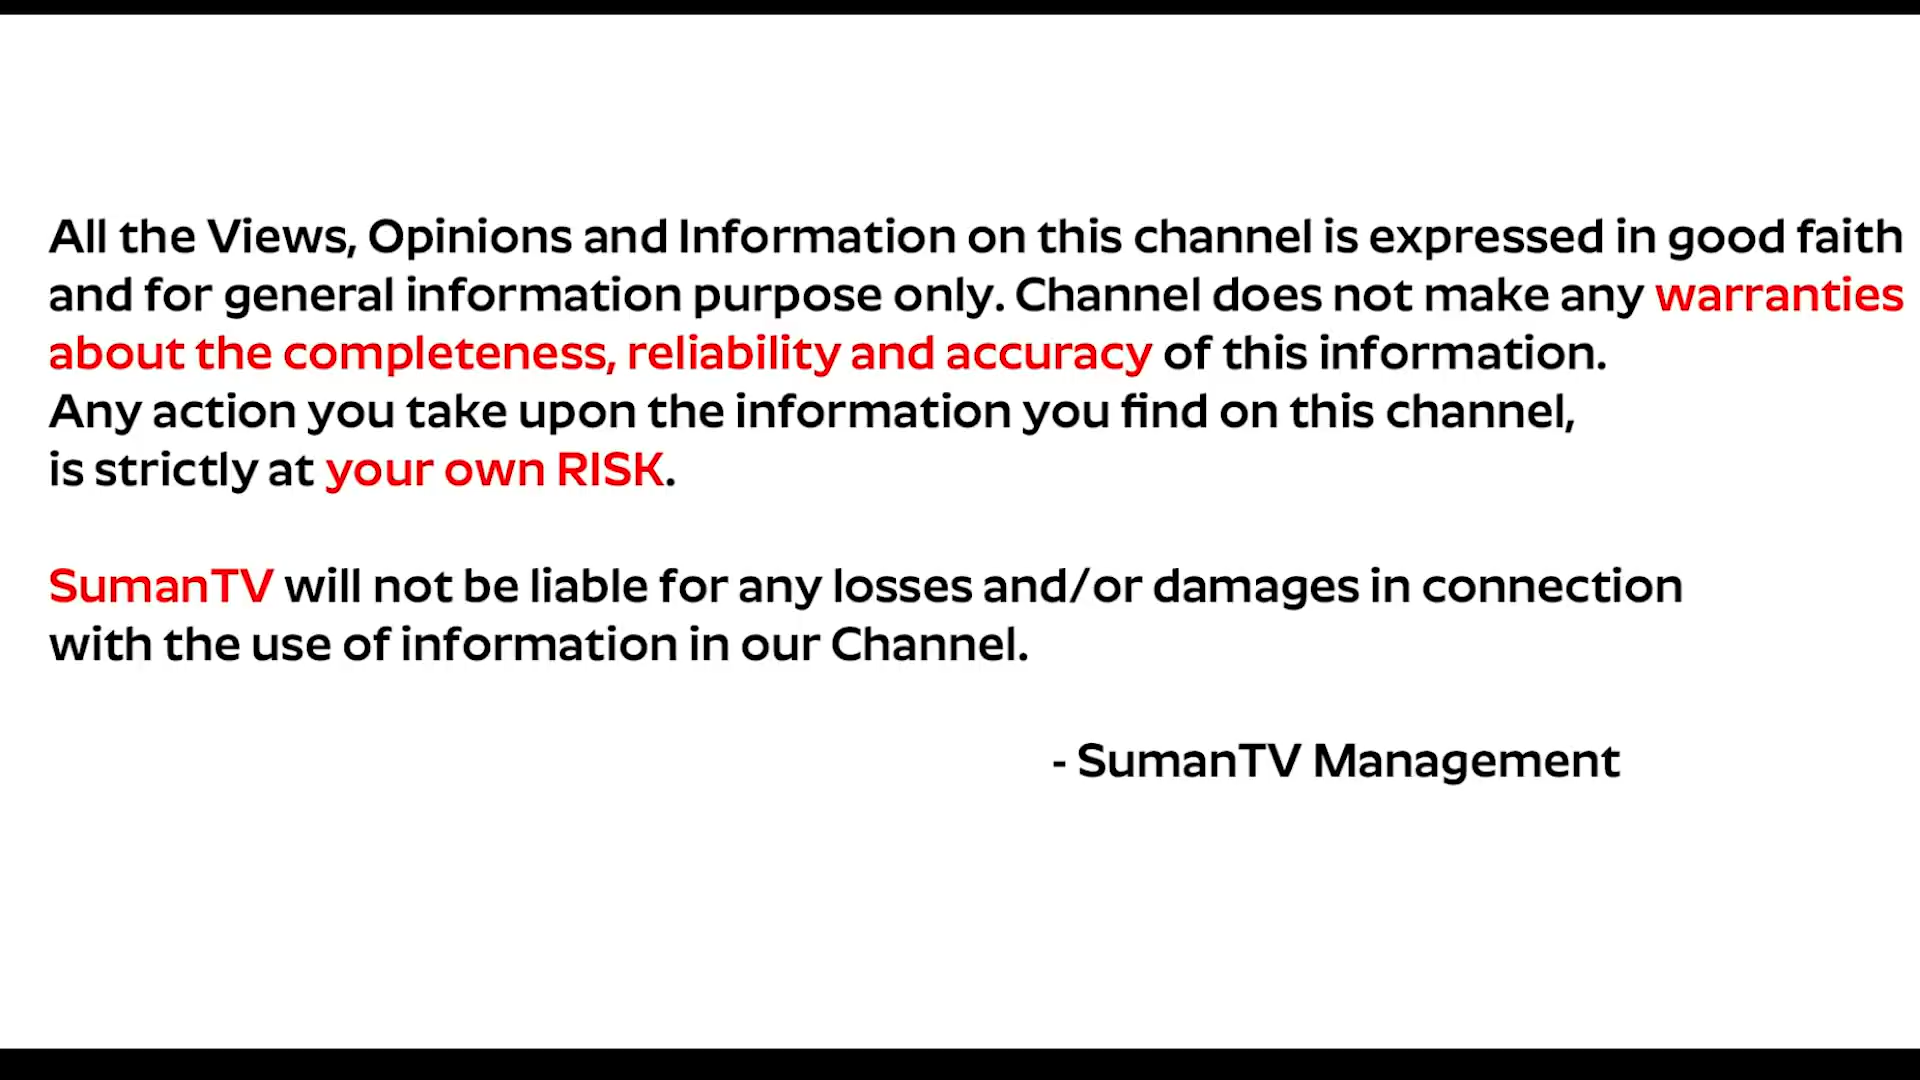 All the Views, Opinions and Information on this channel is expressed in good faith
and for general information purpose only. Channel does not make any warranties
about the completeness, reliability and accuracy of this information.
Any action you take upon the information you find on this channel,
is strictly at your own RISK.
SumanTV will not be liable for any losses and/or damages in connection
with the use of information in our Channel.
- SumanTV Management